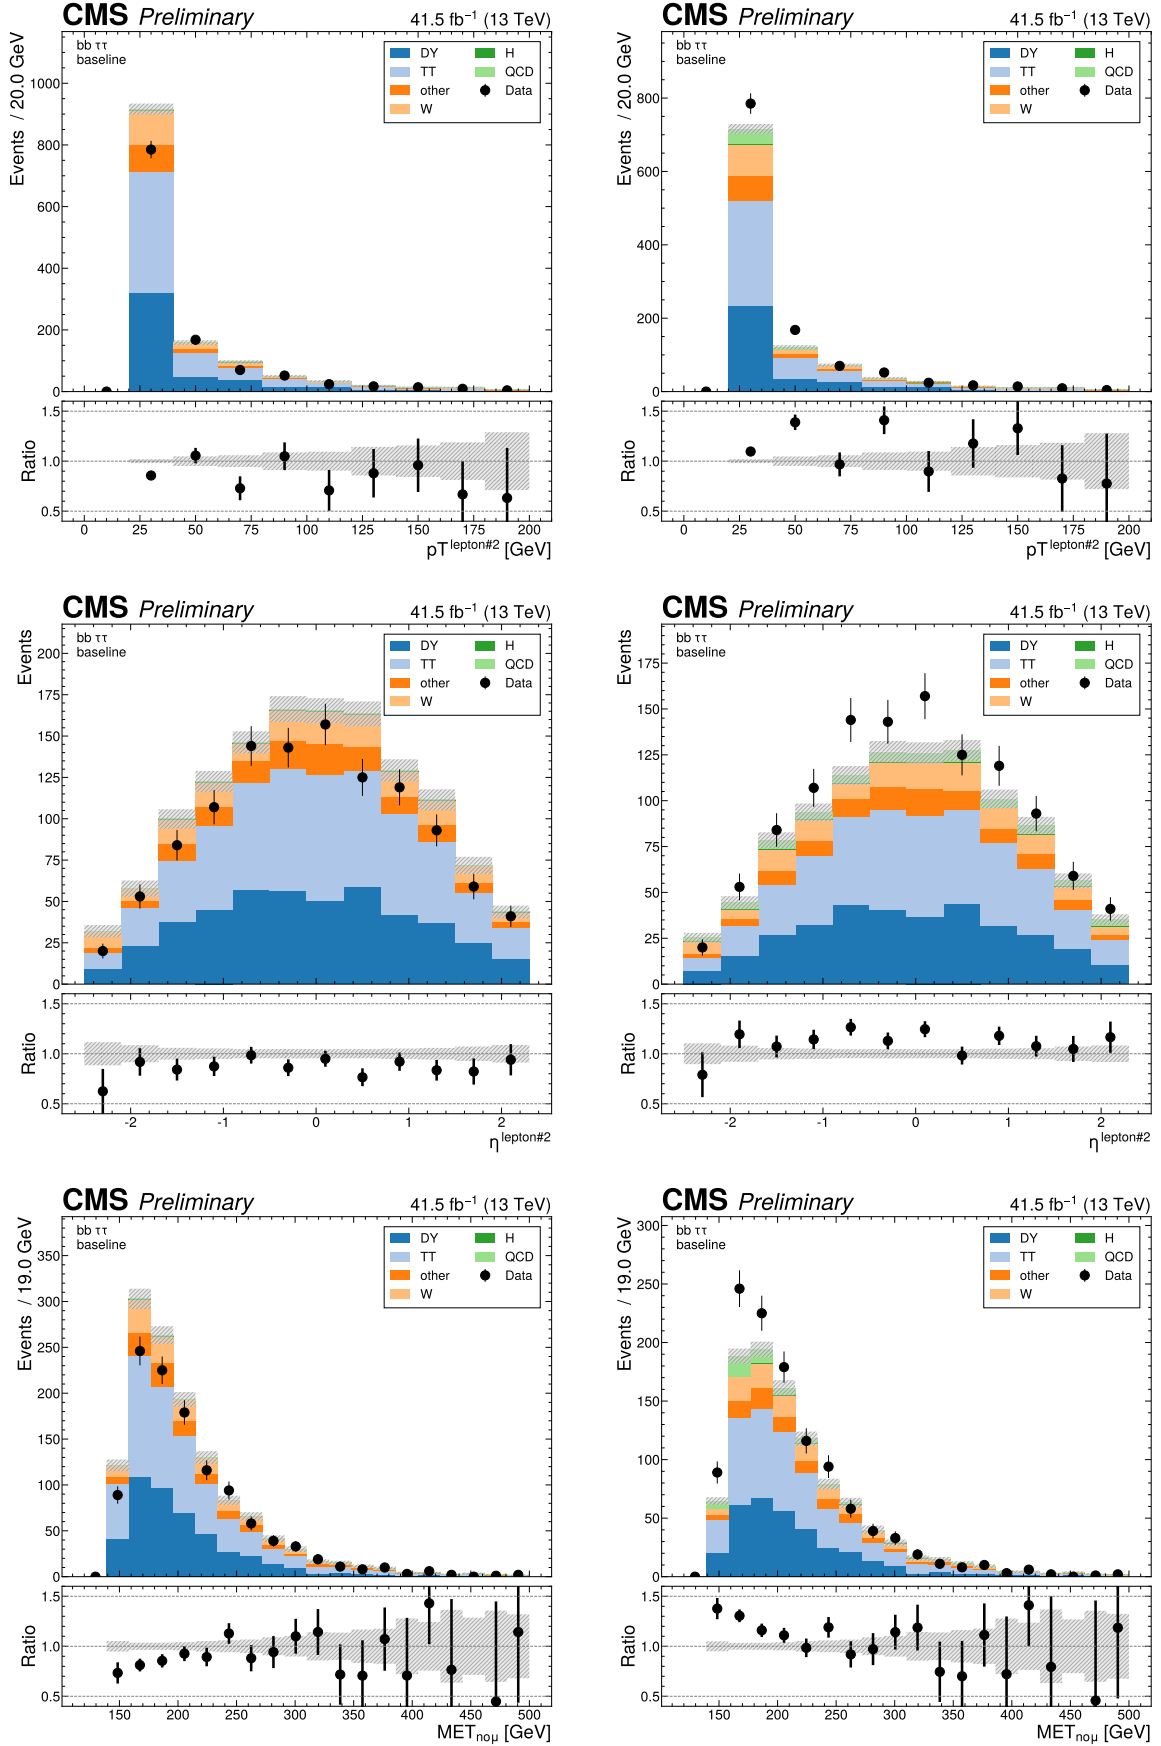 CMS Preliminary 41.5 fb⁻¹ (13 TeV)
bb ττ
baseline
DY
TT
other
W
H
QCD
Data
Events / 20.0 GeV
1000
800
600
400
200
0
Ratio
1.5
1.0
0.5
0 25 50 75 100 125 150 175 200
pT^lepton#2 [GeV]
CMS Preliminary 41.5 fb⁻¹ (13 TeV)
bb ττ
baseline
DY
TT
other
W
H
QCD
Data
Events / 20.0 GeV
800
600
400
200
0
Ratio
1.5
1.0
0.5
0 25 50 75 100 125 150 175 200
pT^lepton#2 [GeV]
CMS Preliminary 41.5 fb⁻¹ (13 TeV)
bb ττ
baseline
DY
TT
other
W
H
QCD
Data
Events
200
175
150
125
100
75
50
25
0
Ratio
1.5
1.0
0.5
-2 -1 0 1 2
η^lepton#2
CMS Preliminary 41.5 fb⁻¹ (13 TeV)
bb ττ
baseline
DY
TT
other
W
H
QCD
Data
Events
175
150
125
100
75
50
25
0
Ratio
1.5
1.0
0.5
-2 -1 0 1 2
η^lepton#2
CMS Preliminary 41.5 fb⁻¹ (13 TeV)
bb ττ
baseline
DY
TT
other
W
H
QCD
Data
Events / 19.0 GeV
350
300
250
200
150
100
50
0
Ratio
1.5
1.0
0.5
150 200 250 300 350 400 450 500
MET_noμ [GeV]
CMS Preliminary 41.5 fb⁻¹ (13 TeV)
bb ττ
baseline
DY
TT
other
W
H
QCD
Data
Events / 19.0 GeV
300
250
200
150
100
50
0
Ratio
1.5
1.0
0.5
150 200 250 300 350 400 450 500
MET_noμ [GeV]